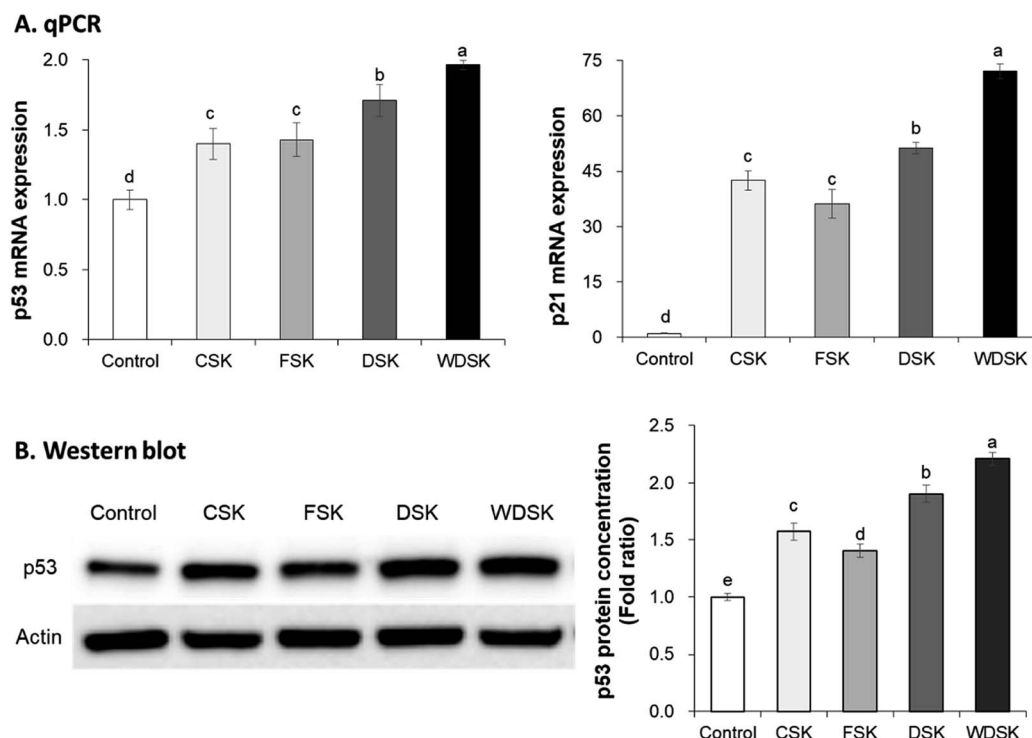 A. qPCR
p53 mRNA expression
2.0
1.5
1.0
0.5
0.0
d
c
c
b
a
Control CSK FSK DSK WDSK
p21 mRNA expression
75
60
45
30
15
0
d
c
c
b
a
Control CSK FSK DSK WDSK
B. Western blot
Control CSK FSK DSK WDSK
p53
Actin
p53 protein concentration
(Fold ratio)
2.5
2.0
1.5
1.0
0.5
0.0
e
c
d
b
a
Control CSK FSK DSK WDSK